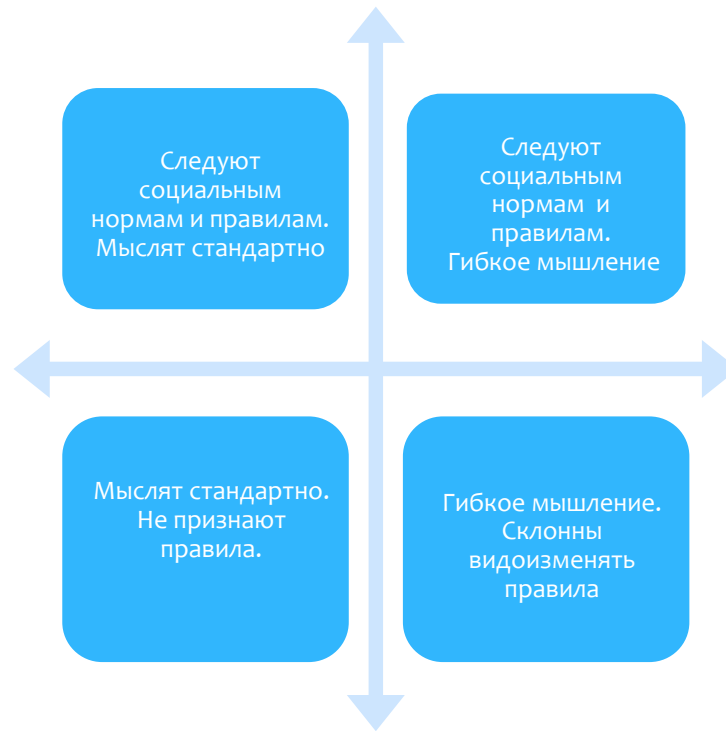 Следуют
социальным
нормам и правилам.
Мыслят стандартно
Следуют
социальным
нормам и
правилам.
Гибкое мышление
Мыслят стандартно.
Не признают
правила.
Гибкое мышление.
Склонны
видоизменять
правила